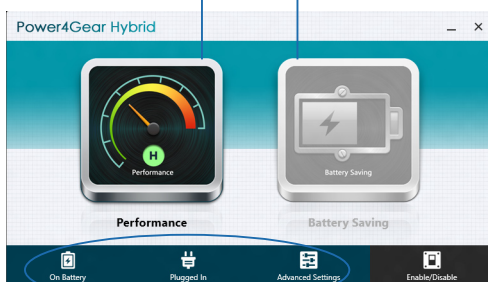 Power4Gear Hybrid
H
Performance
Battery Saving
Performance
Battery Saving
On Battery
Plugged In
Advanced Settings
Enable/Disable